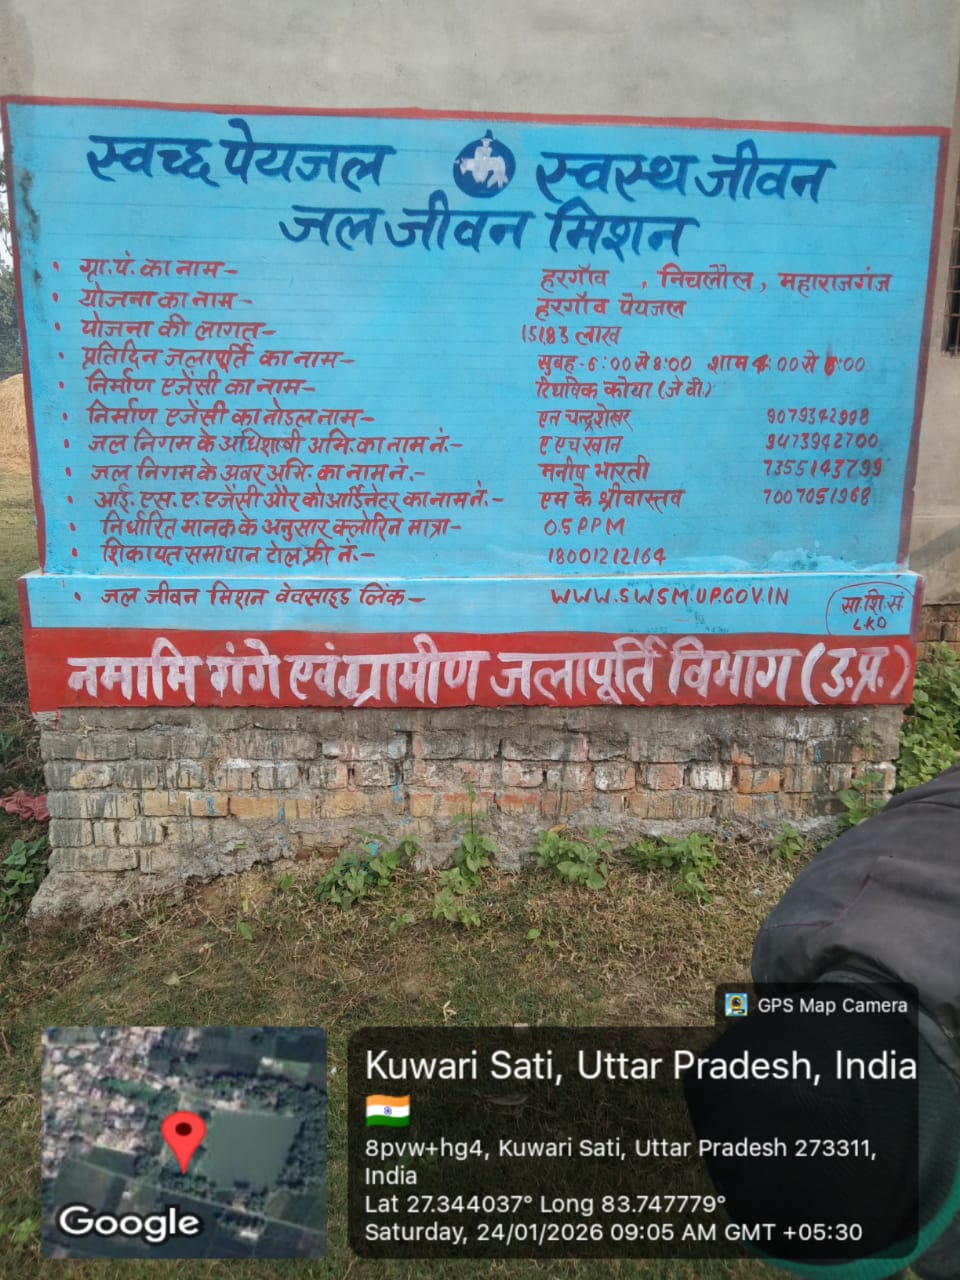 स्वच्छ पेयजल स्वस्थ जीवन
जल जीवन मिशन
• ग्रा.पं. का नाम- हरगाँव , निचलौल, महाराजगंज
• योजना का नाम- हरगाँव पेयजल
• योजना की लागत- 151.83 लाख
• प्रतिदिन जलापूर्ति का नाम- सुबह-6:00 से 8:00 शाम 4:00 से 6:00
• निर्माण एजेंसी का नाम- कोया (जे वी)
• निर्माण एजेंसी का नोडल नाम- एन चन्द्रशेखर 9079342998
• जल निगम के अधिशाषी अभि. का नाम नं.- ए एच खान 9473942700
• जल निगम के अवर अभि. का नाम नं.- मनीष भारती 7355143799
• आई. एस. ए. एजेंसी और कोआर्डिनेटर का नाम नं.- एम के श्रीवास्तव 7007051968
• निर्धारित मानक के अनुसार क्लोरिन मात्रा- 0.5 PPM
• शिकायत समाधान टोल फ्री नं.- 18001212164
• जल जीवन मिशन वेवसाइड लिंक- WWW.SWSM.UP.GOV.IN
सा.शि.सं
LKO
नमामि गंगे एवं ग्रामीण जलापूर्ति विभाग (उ.प्र.)
GPS Map Camera
Kuwari Sati, Uttar Pradesh, India
8pvw+hg4, Kuwari Sati, Uttar Pradesh 273311,
India
Lat 27.344037° Long 83.747779°
Saturday, 24/01/2026 09:05 AM GMT +05:30
Google